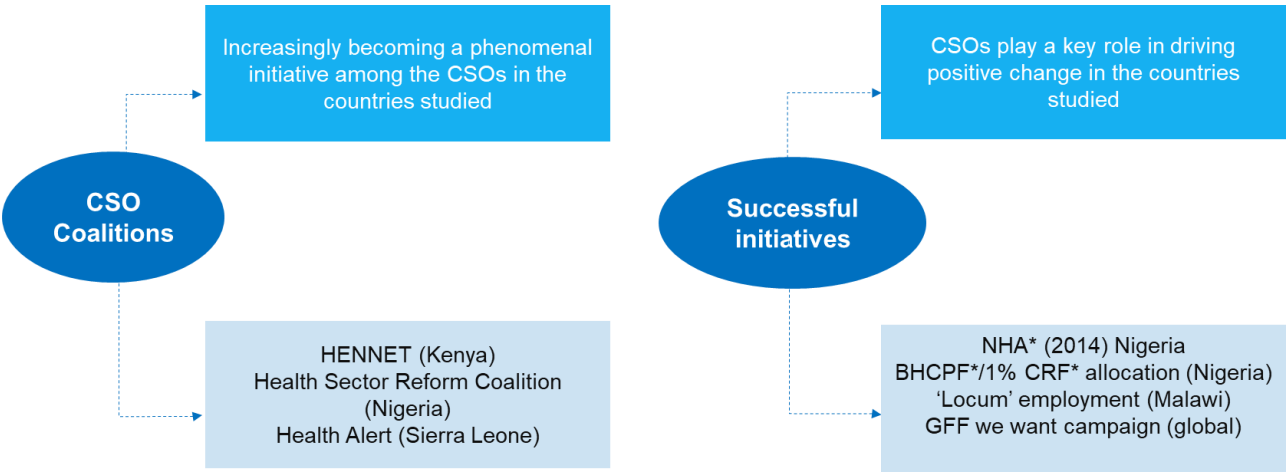 Increasingly becoming a phenomenal
initiative among the CSOs in the
countries studied
CSO
Coalitions
HENNET (Kenya)
Health Sector Reform Coalition
(Nigeria)
Health Alert (Sierra Leone)
CSOs play a key role in driving
positive change in the countries
studied
Successful
initiatives
NHA* (2014) Nigeria
BHCPF*/1% CRF* allocation (Nigeria)
‘Locum’ employment (Malawi)
GFF we want campaign (global)